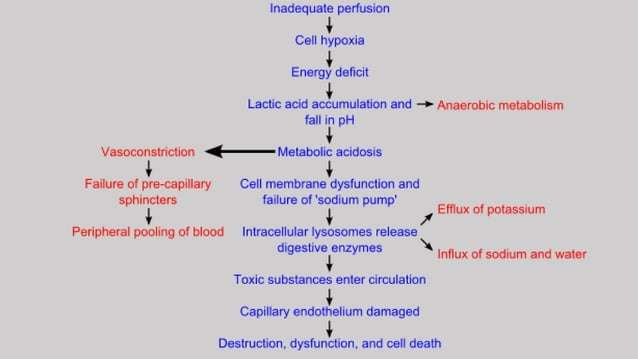 Inadequate perfusion
Cell hypoxia
Energy deficit
Lactic acid accumulation and
fall in pH
Anaerobic metabolism
Vasoconstriction
Metabolic acidosis
Failure of pre-capillary
sphincters
Cell membrane dysfunction and
failure of 'sodium pump'
Efflux of potassium
Peripheral pooling of blood
Intracellular lysosomes release
digestive enzymes
Influx of sodium and water
Toxic substances enter circulation
Capillary endothelium damaged
Destruction, dysfunction, and cell death